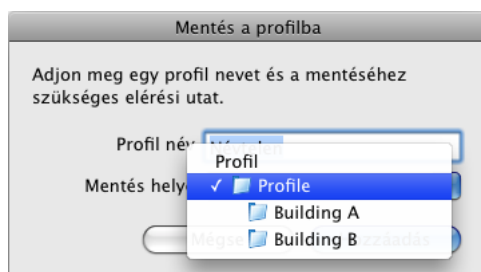 Mentés a profilba
Adjon meg egy profil nevet és a mentéséhez
szükséges elérési utat.
Profil név
Profil
Mentés hely
✓ Profile
Building A
Building B